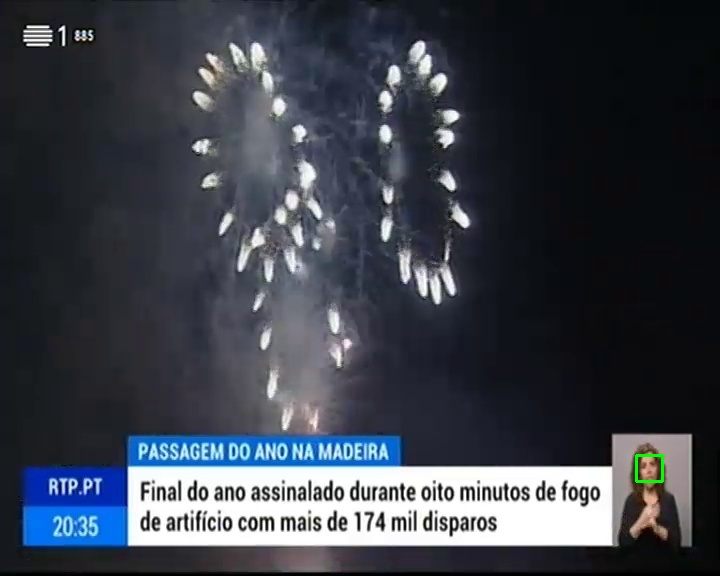 1 885
PASSAGEM DO ANO NA MADEIRA
RTP.PT
20:35
Final do ano assinalado durante oito minutos de fogo
de artifício com mais de 174 mil disparos